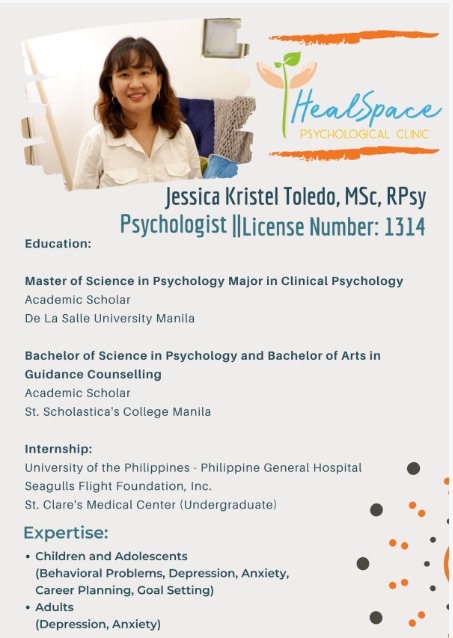 HealSpace
PSYCHOLOGICAL CLINIC
Jessica Kristel Toledo, MSc, RPsy
Psychologist ||License Number: 1314
Education:
Master of Science in Psychology Major in Clinical Psychology
Academic Scholar
De La Salle University Manila
Bachelor of Science in Psychology and Bachelor of Arts in
Guidance Counselling
Academic Scholar
St. Scholastica's College Manila
Internship:
University of the Philippines - Philippine General Hospital
Seagulls Flight Foundation, Inc.
St. Clare's Medical Center (Undergraduate)
Expertise:
• Children and Adolescents
(Behavioral Problems, Depression, Anxiety,
Career Planning, Goal Setting)
• Adults
(Depression, Anxiety)